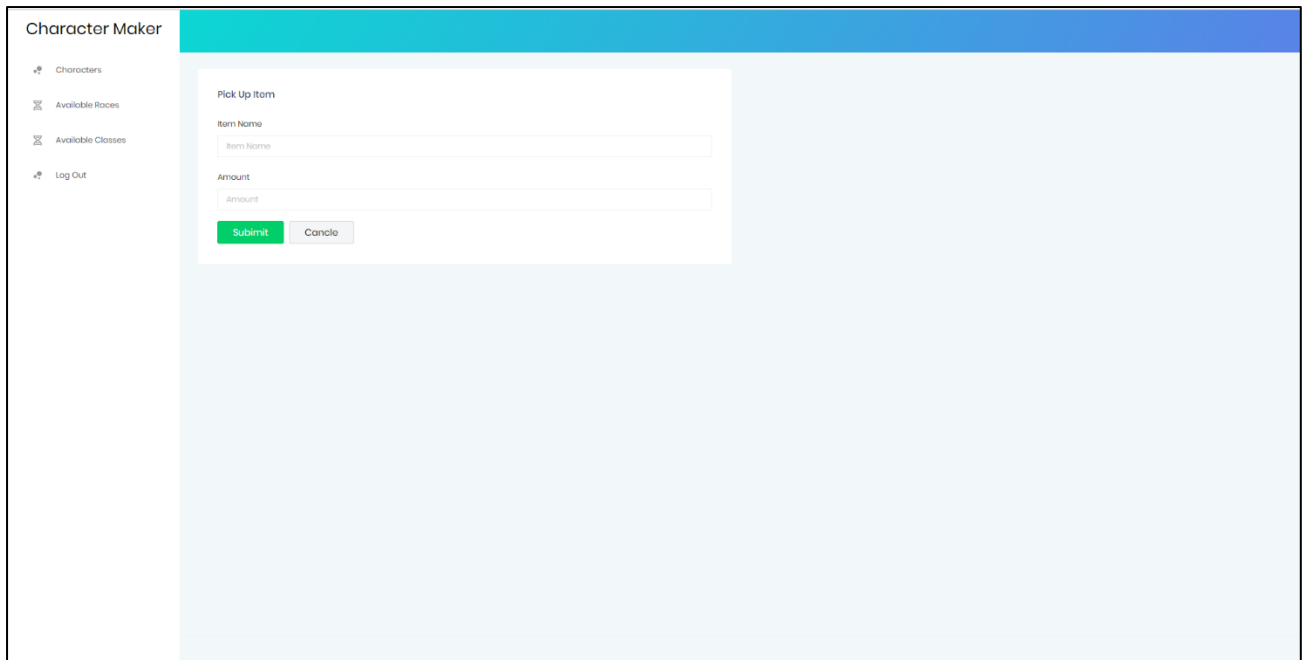 Character Maker
Characters
Available Races
Available Classes
Log Out
Pick Up Item
Item Name
Item Name
Amount
Amount
Subimit
Cancle